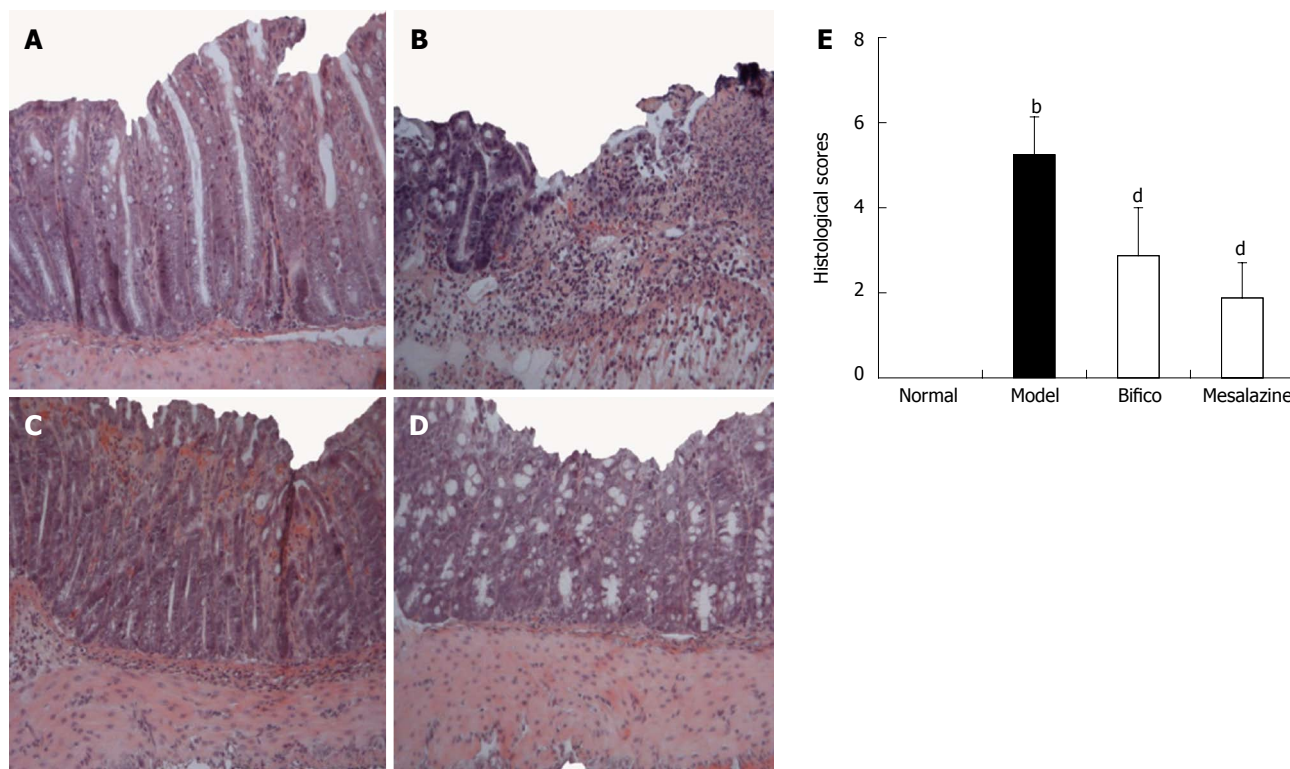 A
B
C
D
E
Histological scores
8
6
4
2
0
b
d
d
Normal Model Bifico Mesalazine